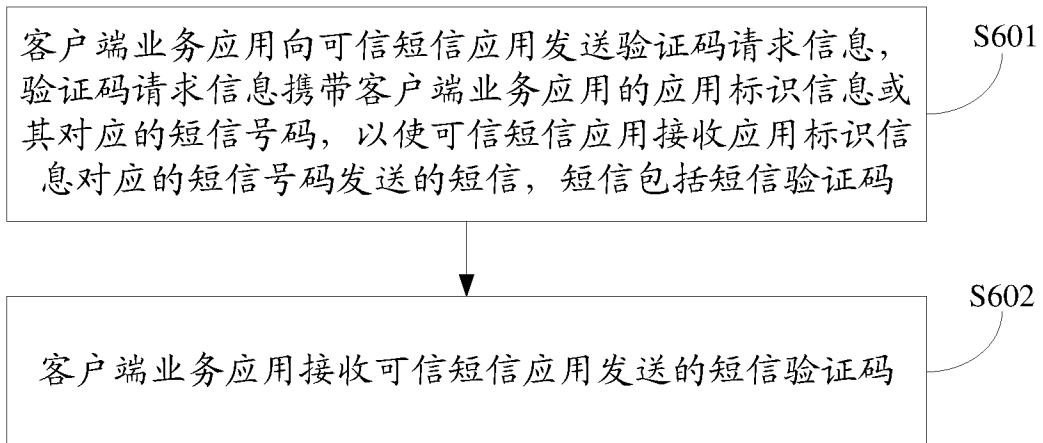 客户端业务应用向可信短信应用发送验证码请求信息，
验证码请求信息携带客户端业务应用的应用标识信息或
其对应的短信号码，以使可信短信应用接收应用标识信
息对应的短信号码发送的短信，短信包括短信验证码
S601
客户端业务应用接收可信短信应用发送的短信验证码
S602